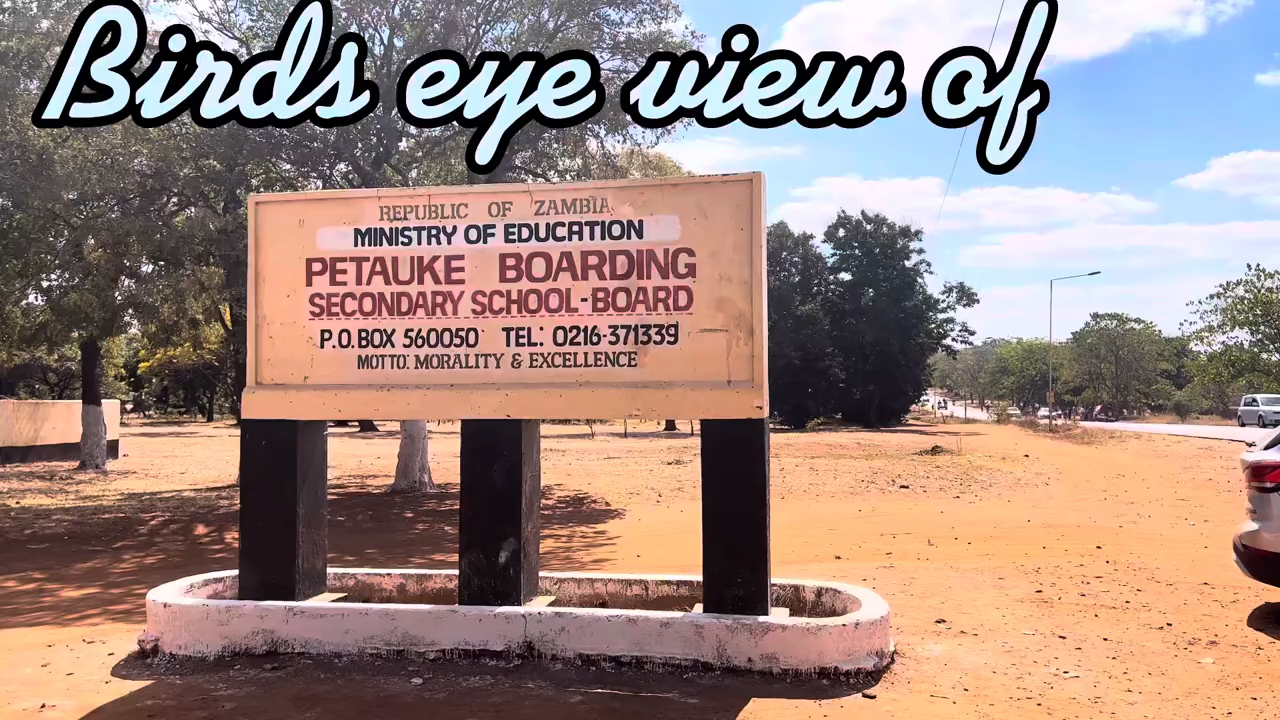 Birds eye view of
REPUBLIC OF ZAMBIA
MINISTRY OF EDUCATION
PETAUKE BOARDING
SECONDARY SCHOOL-BOARD
P.O. BOX 560050 TEL: 0216-371339
MOTTO: MORALITY & EXCELLENCE